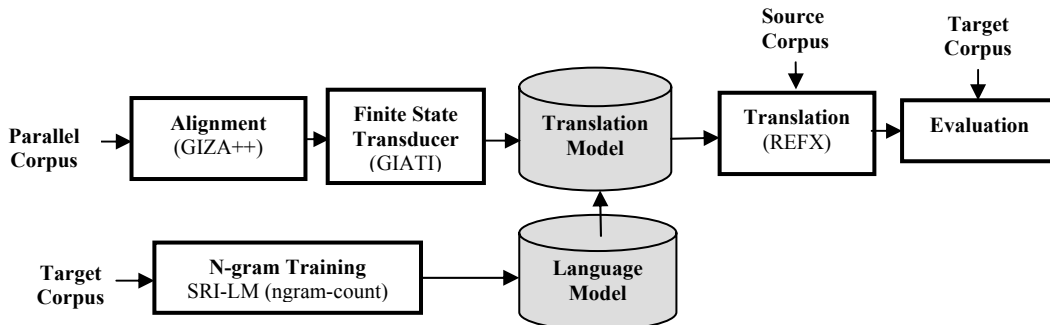 Source
Corpus
Target
Corpus
Parallel
Corpus
Alignment
(GIZA++)
Finite State
Transducer
(GIATI)
Translation
Model
Translation
(REFX)
Evaluation
Target
Corpus
N-gram Training
SRI-LM (ngram-count)
Language
Model